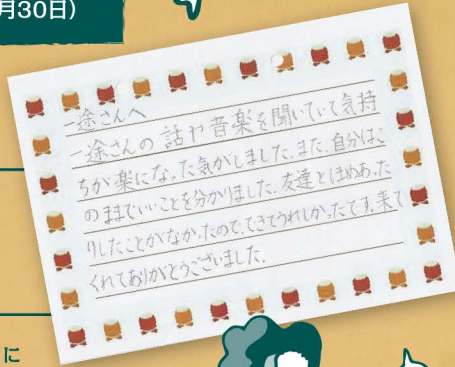 月30日)
一途さんへ
一途さんの話や音楽を聞いていて気持
ちが楽になった気がしました。また、自分はこ
のままでいいことを分かりました。友達とほめあった
りしたことがなかったので、できてうれしかったです。来て
くれてありがとうございました。
に